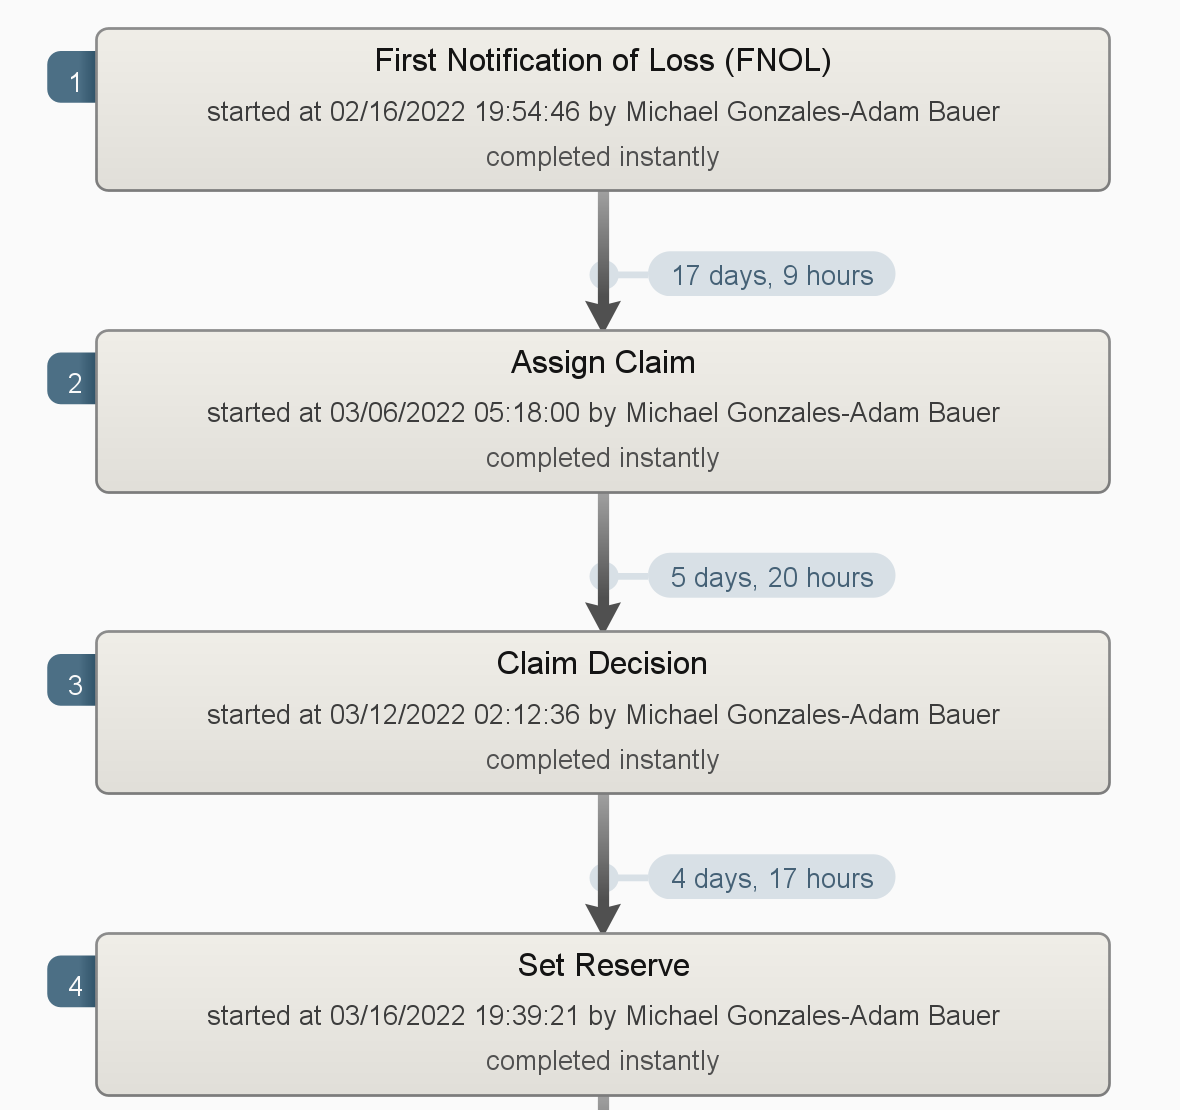 1
First Notification of Loss (FNOL)
started at 02/16/2022 19:54:46 by Michael Gonzales-Adam Bauer
completed instantly
17 days, 9 hours
2
Assign Claim
started at 03/06/2022 05:18:00 by Michael Gonzales-Adam Bauer
completed instantly
5 days, 20 hours
3
Claim Decision
started at 03/12/2022 02:12:36 by Michael Gonzales-Adam Bauer
completed instantly
4 days, 17 hours
4
Set Reserve
started at 03/16/2022 19:39:21 by Michael Gonzales-Adam Bauer
completed instantly